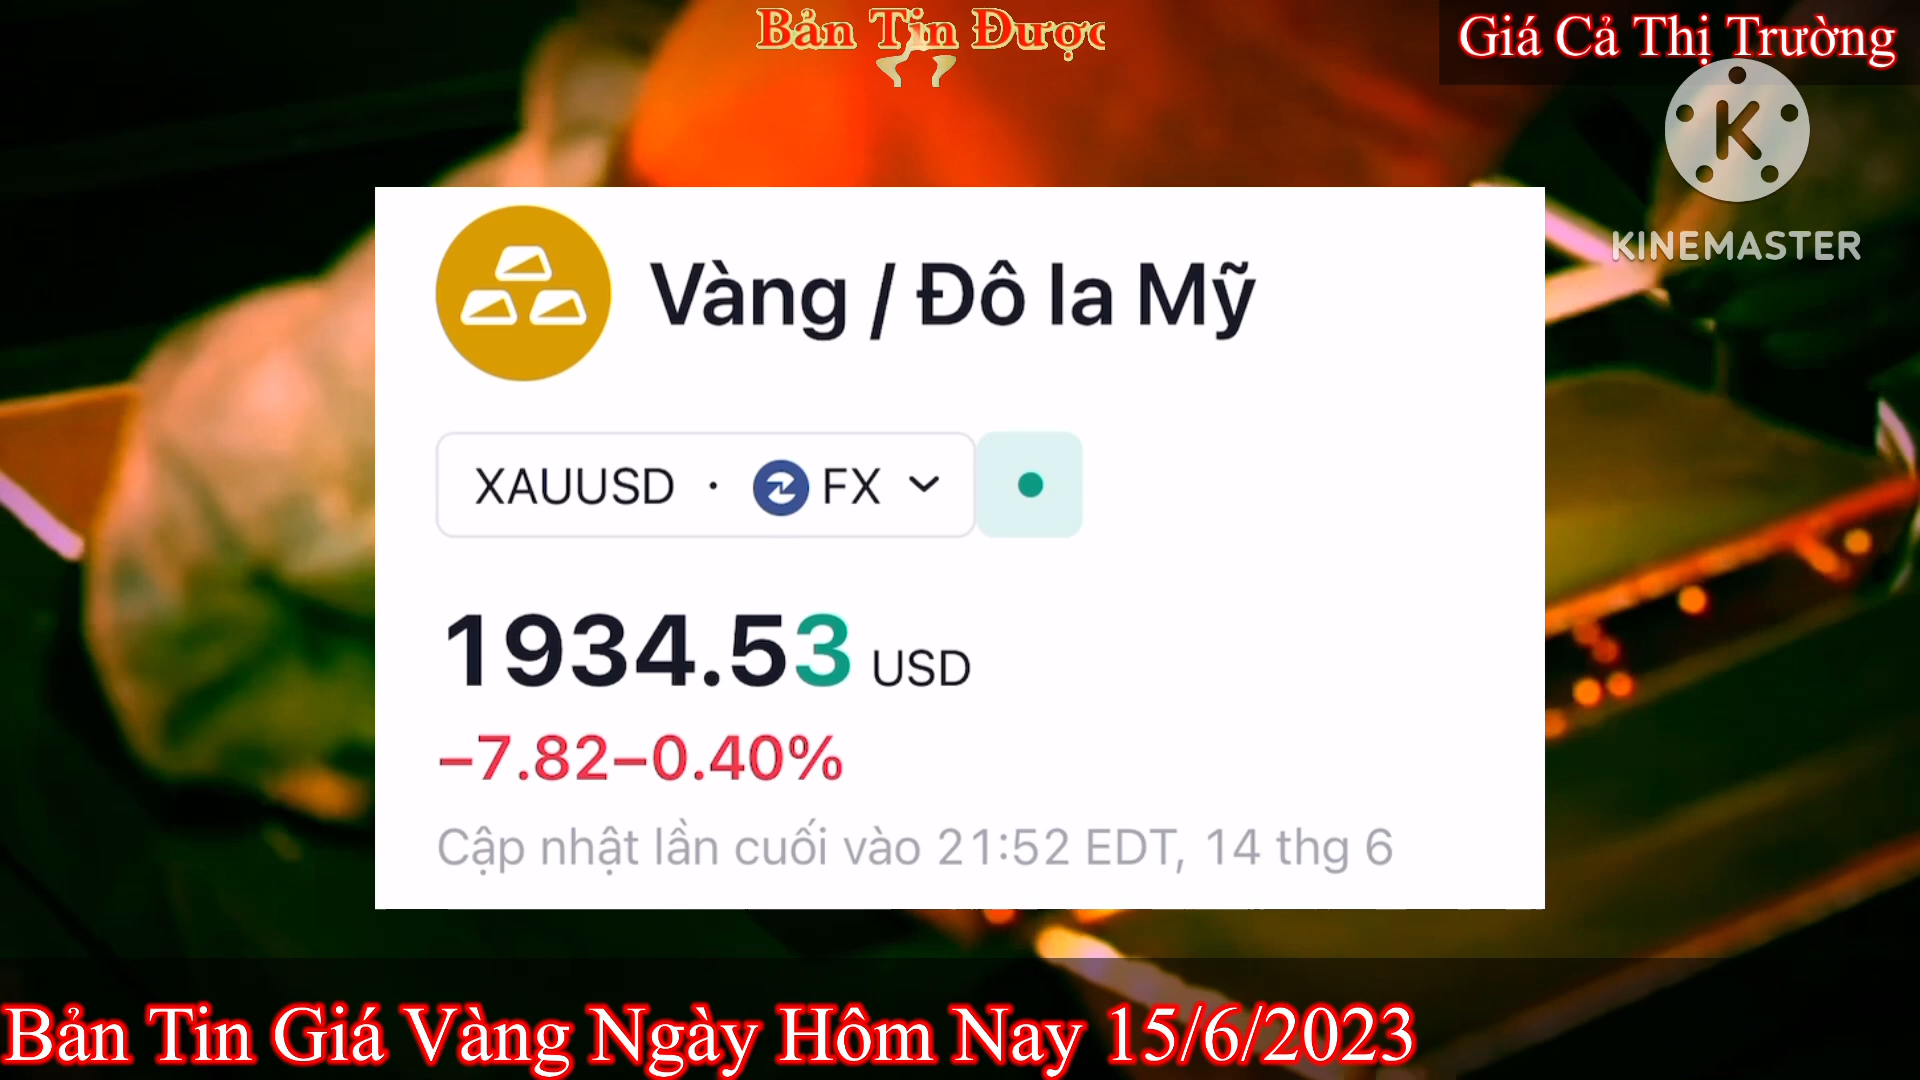 Bản Tin Được
Giá Cả Thị Trường
K
KINEMASTER
Vàng / Đô la Mỹ
XAUUSD · FX
1934.53 USD
−7.82−0.40%
Cập nhật lần cuối vào 21:52 EDT, 14 thg 6
Bản Tin Giá Vàng Ngày Hôm Nay 15/6/2023